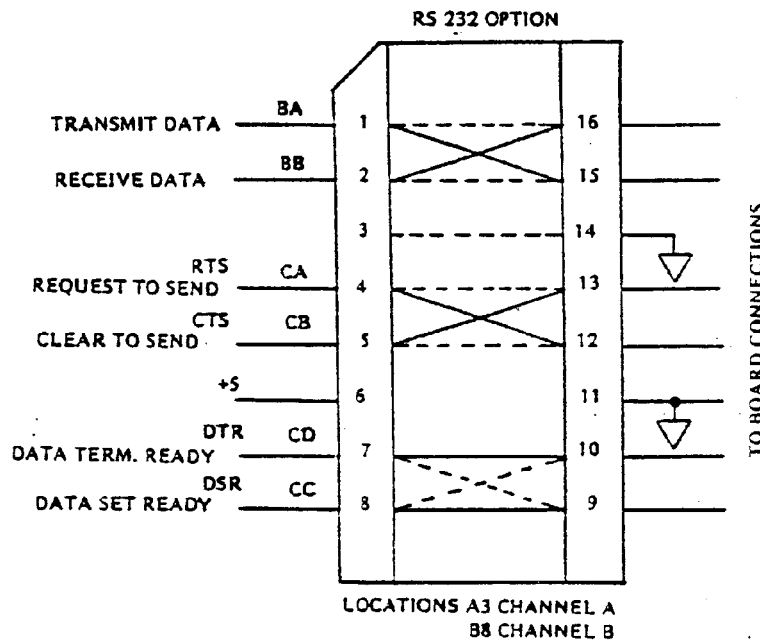 RS 232 OPTION
TRANSMIT DATA BA 1 16
RECEIVE DATA BB 2 15
3 14
RTS
REQUEST TO SEND CA 4 13
CTS
CLEAR TO SEND CB 5 12
+5 6 11
DTR
DATA TERM. READY CD 7 10
DSR
DATA SET READY CC 8 9
TO BOARD CONNECTIONS
LOCATIONS A3 CHANNEL A
B8 CHANNEL B